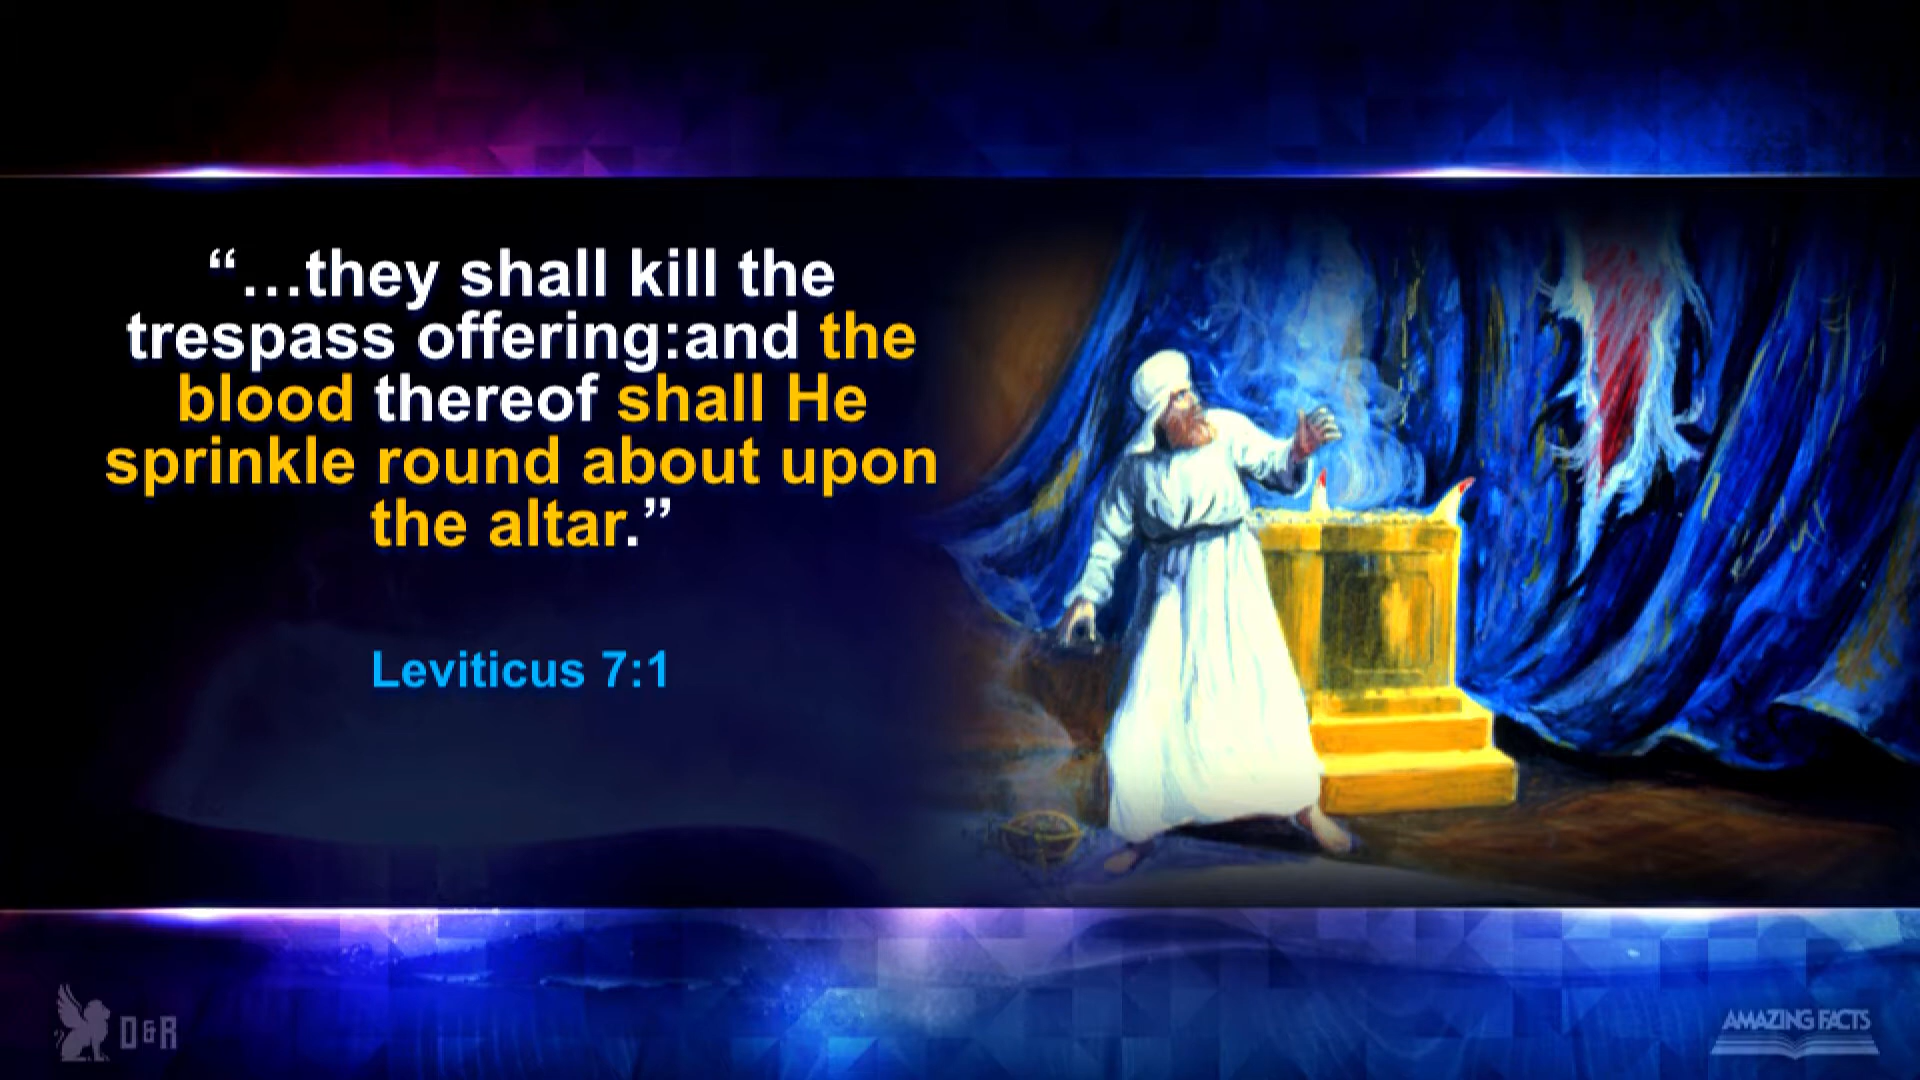 “…they shall kill the
trespass offering:and the
blood thereof shall He
sprinkle round about upon
the altar.”
Leviticus 7:1
D&R
AMAZING FACTS